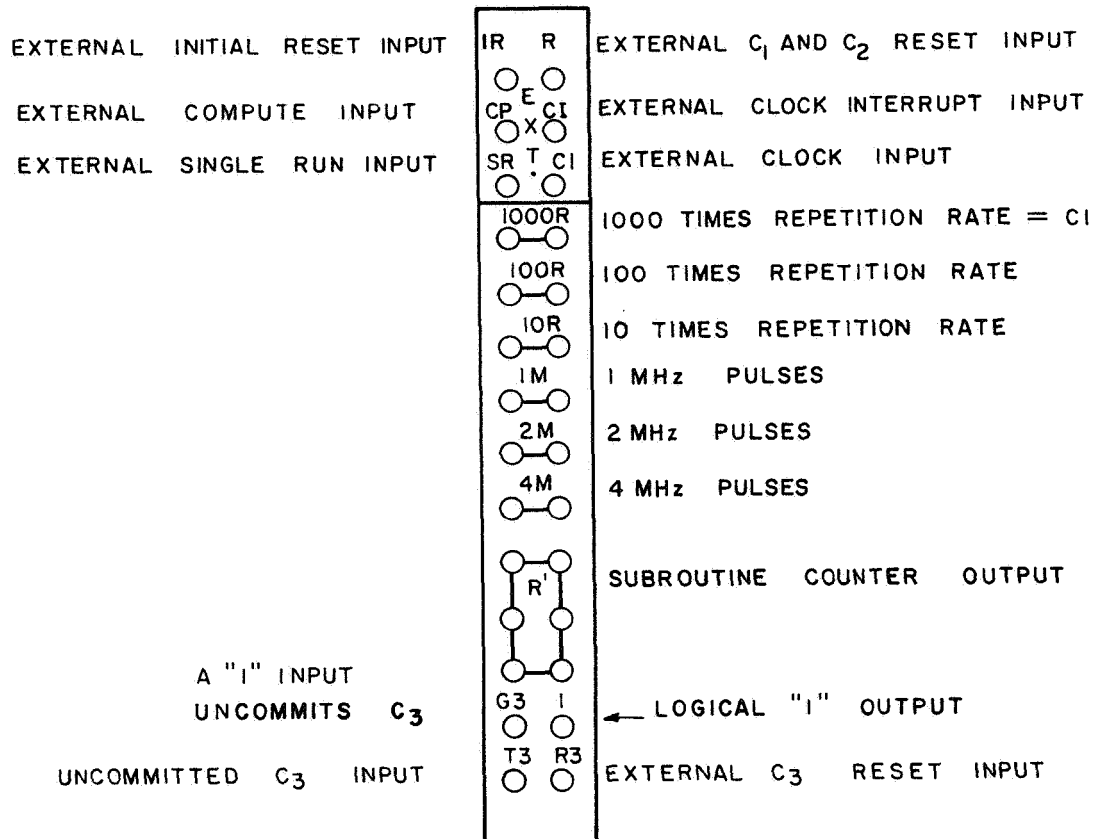 EXTERNAL INITIAL RESET INPUT IR R EXTERNAL C1 AND C2 RESET INPUT
E
EXTERNAL COMPUTE INPUT CP X CI EXTERNAL CLOCK INTERRUPT INPUT
EXTERNAL SINGLE RUN INPUT SR T. C1 EXTERNAL CLOCK INPUT
1000R 1000 TIMES REPETITION RATE = C1
100R 100 TIMES REPETITION RATE
10R 10 TIMES REPETITION RATE
1M 1 MHz PULSES
2M 2 MHz PULSES
4M 4 MHz PULSES
R' SUBROUTINE COUNTER OUTPUT
A "1" INPUT
UNCOMMITS C3 G3 1 LOGICAL "1" OUTPUT
UNCOMMITTED C3 INPUT T3 R3 EXTERNAL C3 RESET INPUT